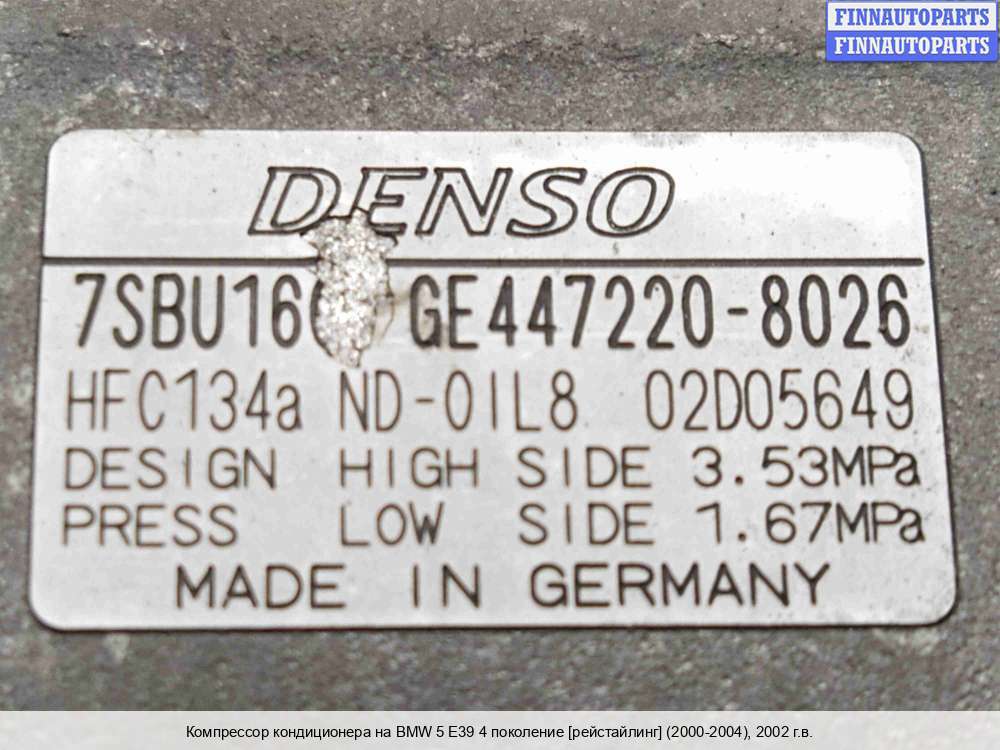 FINNAUTOPARTS
FINNAUTOPARTS
DENSO
GE447220-8026
HFC134a ND-OIL8 02D05649
DESIGN HIGH SIDE 3.53MPa
PRESS LOW SIDE 1.67MPa
MADE IN GERMANY
Компрессор кондиционера на BMW 5 E39 4 поколение [рейстайлинг] (2000-2004), 2002 г.в.